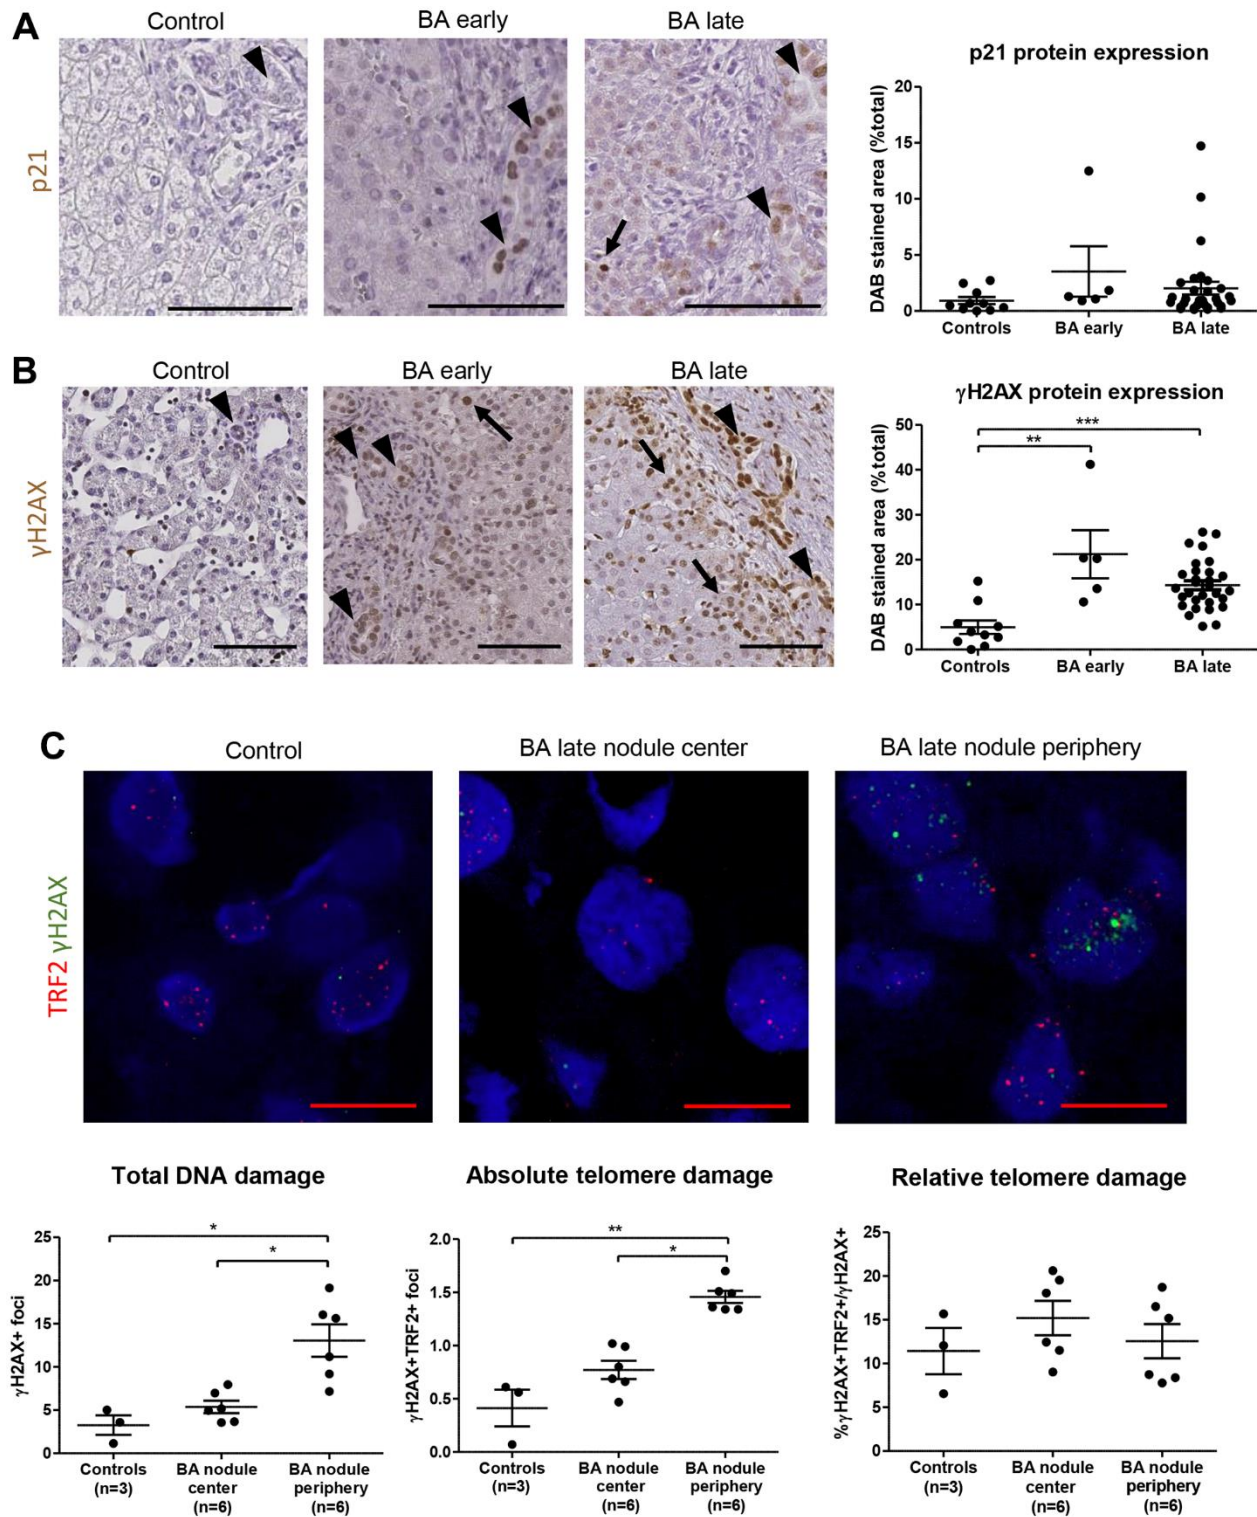 A
Control
BA early
BA late
p21
p21 protein expression
DAB stained area (%total)
20
15
10
5
0
Controls
BA early
BA late
B
Control
BA early
BA late
γH2AX
γH2AX protein expression
DAB stained area (%total)
50
40
30
20
10
0
**
***
Controls
BA early
BA late
C
Control
BA late nodule center
BA late nodule periphery
TRF2 γH2AX
Total DNA damage
γH2AX+ foci
25
20
15
10
5
0
*
*
Controls
(n=3)
BA nodule
center
(n=6)
BA nodule
periphery
(n=6)
Absolute telomere damage
γH2AX+TRF2+ foci
2.0
1.5
1.0
0.5
0.0
**
*
Controls
(n=3)
BA nodule
center
(n=6)
BA nodule
periphery
(n=6)
Relative telomere damage
%γH2AX+TRF2+/γH2AX+
25
20
15
10
5
0
Controls
(n=3)
BA nodule
center
(n=6)
BA nodule
periphery
(n=6)